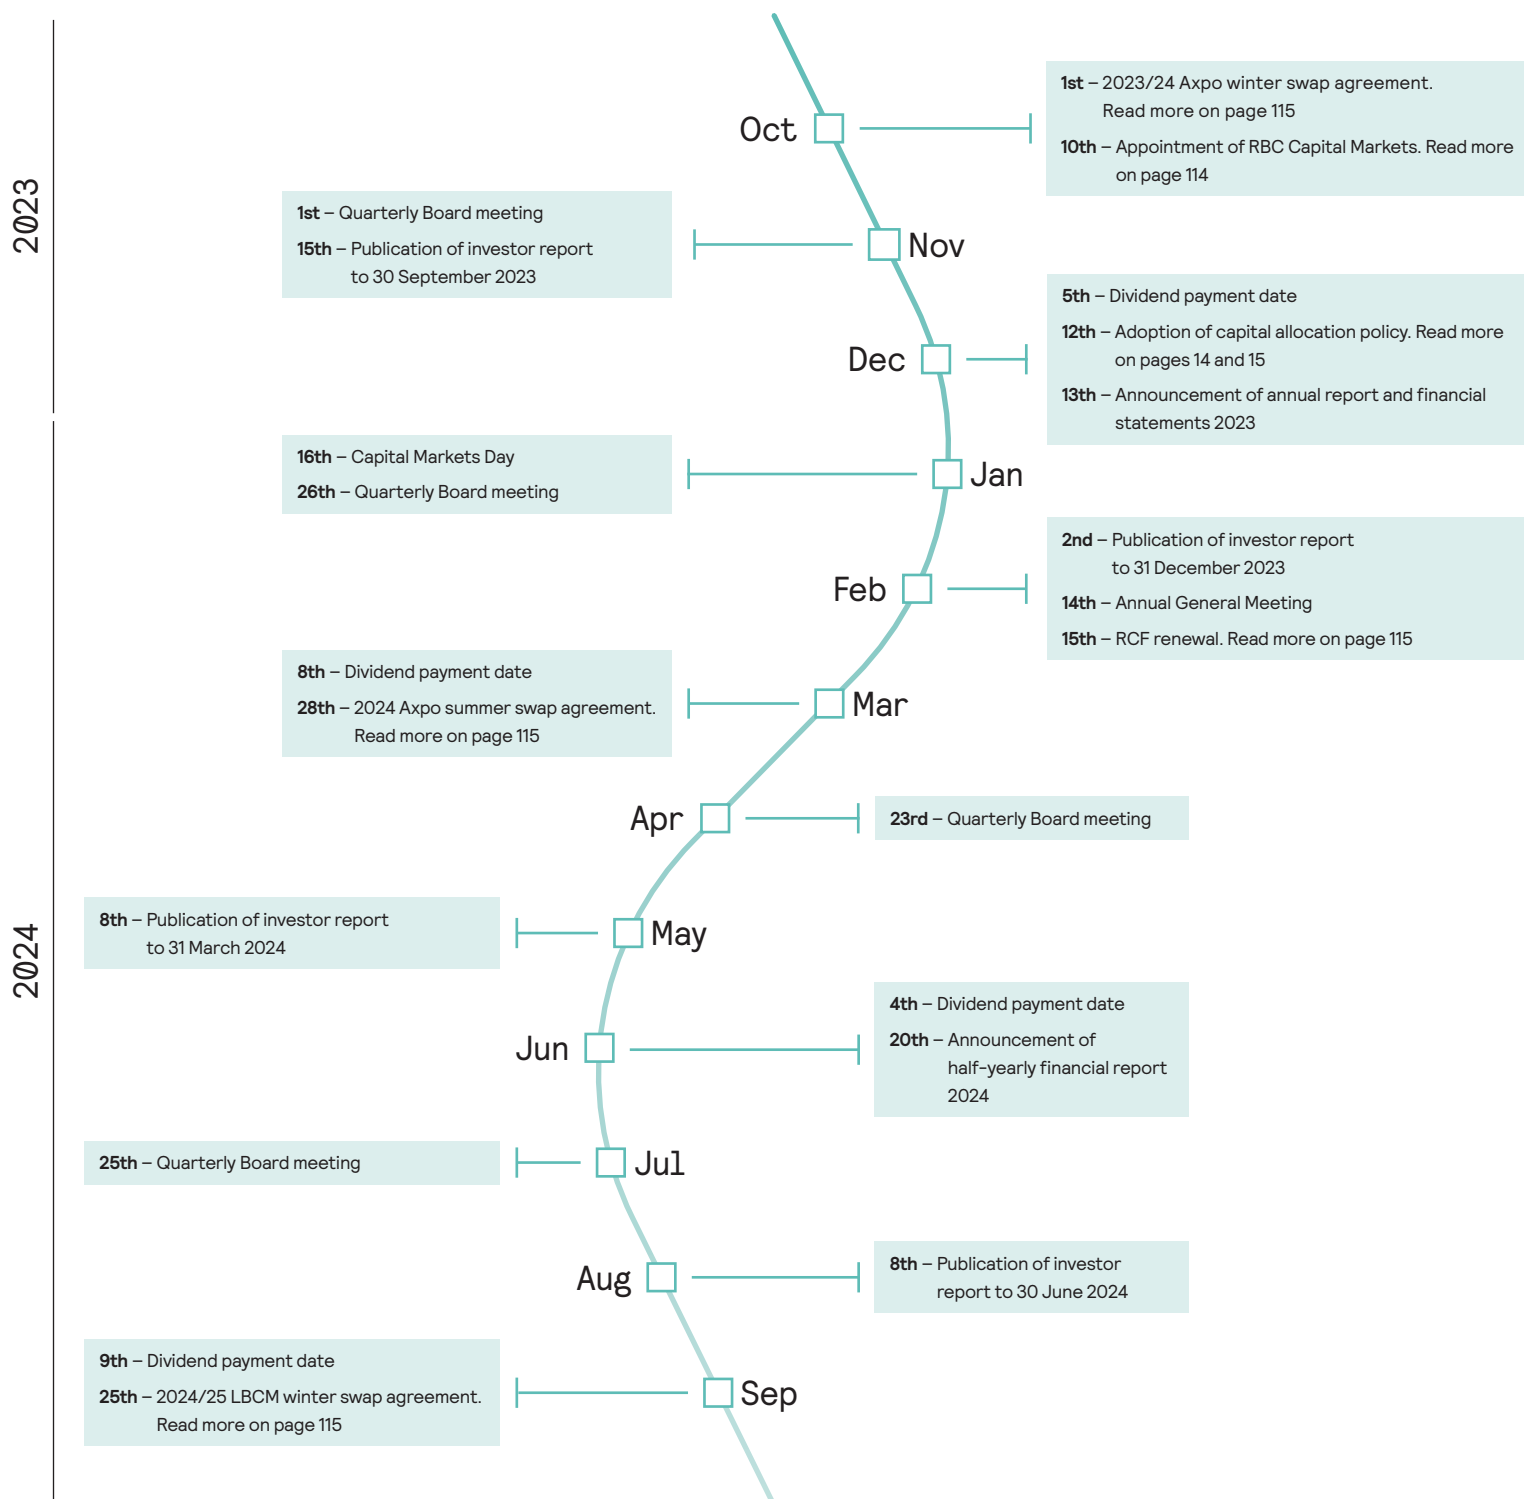 2023
Oct
1st – 2023/24 Axpo winter swap agreement.
Read more on page 115
10th – Appointment of RBC Capital Markets. Read more
on page 114
1st – Quarterly Board meeting
15th – Publication of investor report
to 30 September 2023
Nov
Dec
5th – Dividend payment date
12th – Adoption of capital allocation policy. Read more
on pages 14 and 15
13th – Announcement of annual report and financial
statements 2023
2024
16th – Capital Markets Day
26th – Quarterly Board meeting
Jan
Feb
2nd – Publication of investor report
to 31 December 2023
14th – Annual General Meeting
15th – RCF renewal. Read more on page 115
8th – Dividend payment date
28th – 2024 Axpo summer swap agreement.
Read more on page 115
Mar
Apr
23rd – Quarterly Board meeting
8th – Publication of investor report
to 31 March 2024
May
Jun
4th – Dividend payment date
20th – Announcement of
half-yearly financial report
2024
25th – Quarterly Board meeting
Jul
Aug
8th – Publication of investor
report to 30 June 2024
9th – Dividend payment date
25th – 2024/25 LBCM winter swap agreement.
Read more on page 115
Sep